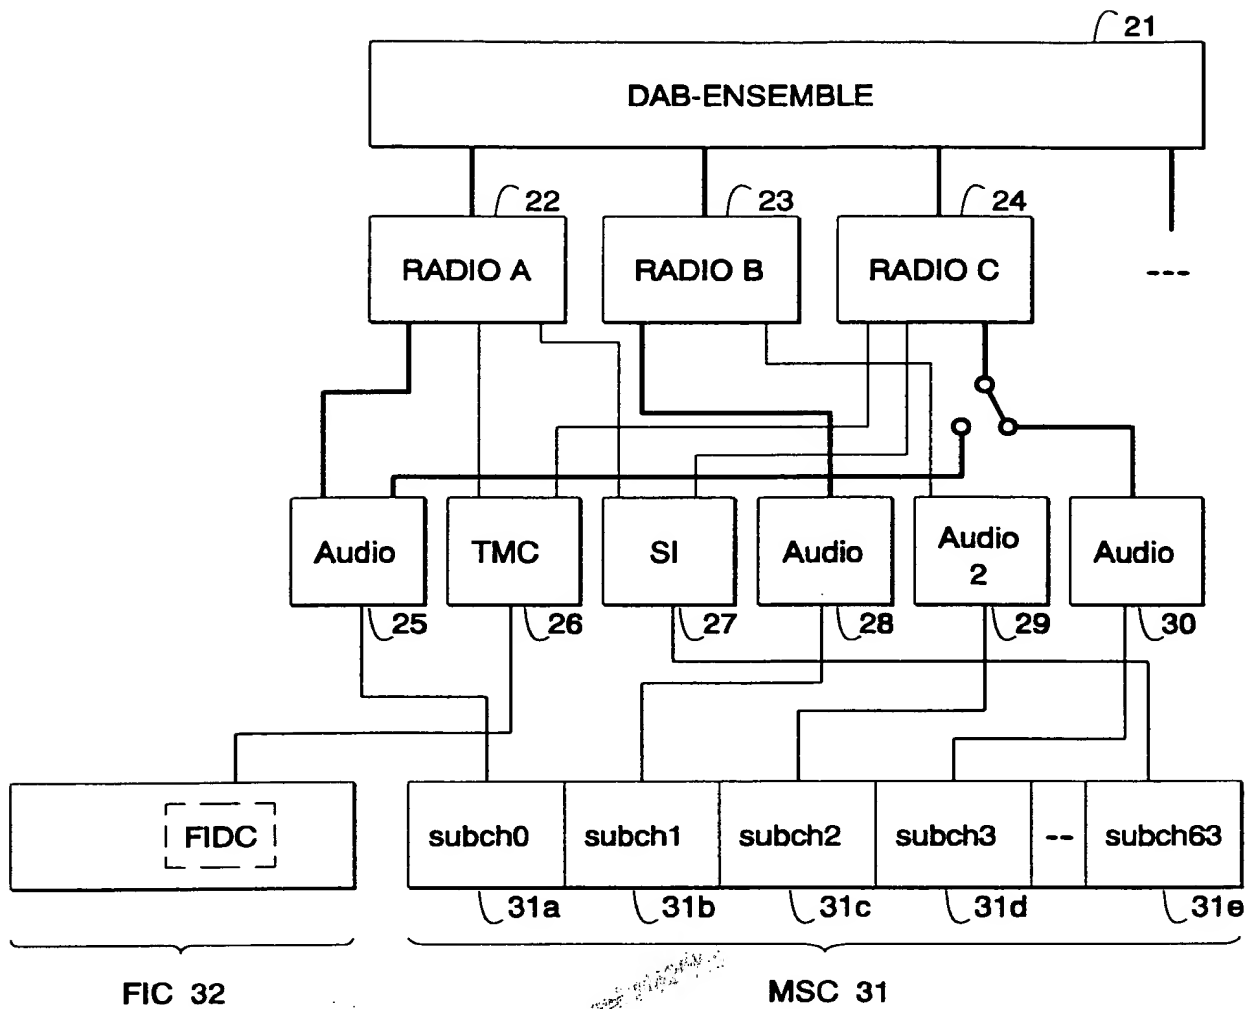 21
DAB-ENSEMBLE
22 23 24
RADIO A RADIO B RADIO C ---
Audio TMC SI Audio Audio 2 Audio
25 26 27 28 29 30
FIDC subch0 subch1 subch2 subch3 -- subch63
31a 31b 31c 31d 31e
FIC 32 MSC 31